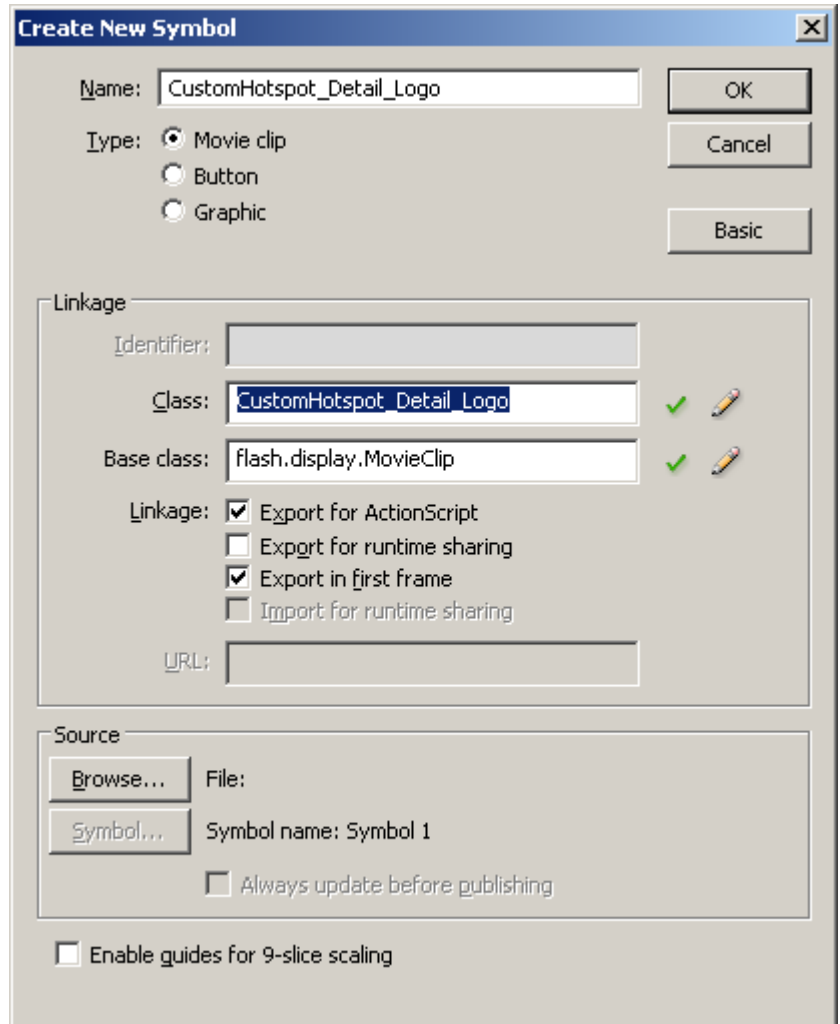 Create New Symbol
Name: CustomHotspot_Detail_Logo
OK
Type: Movie clip
Cancel
Button
Graphic
Basic
Linkage
Identifier:
Class: CustomHotspot_Detail_Logo
Base class: flash.display.MovieClip
Linkage: Export for ActionScript
Export for runtime sharing
Export in first frame
Import for runtime sharing
URL:
Source
Browse... File:
Symbol... Symbol name: Symbol 1
Always update before publishing
Enable guides for 9-slice scaling